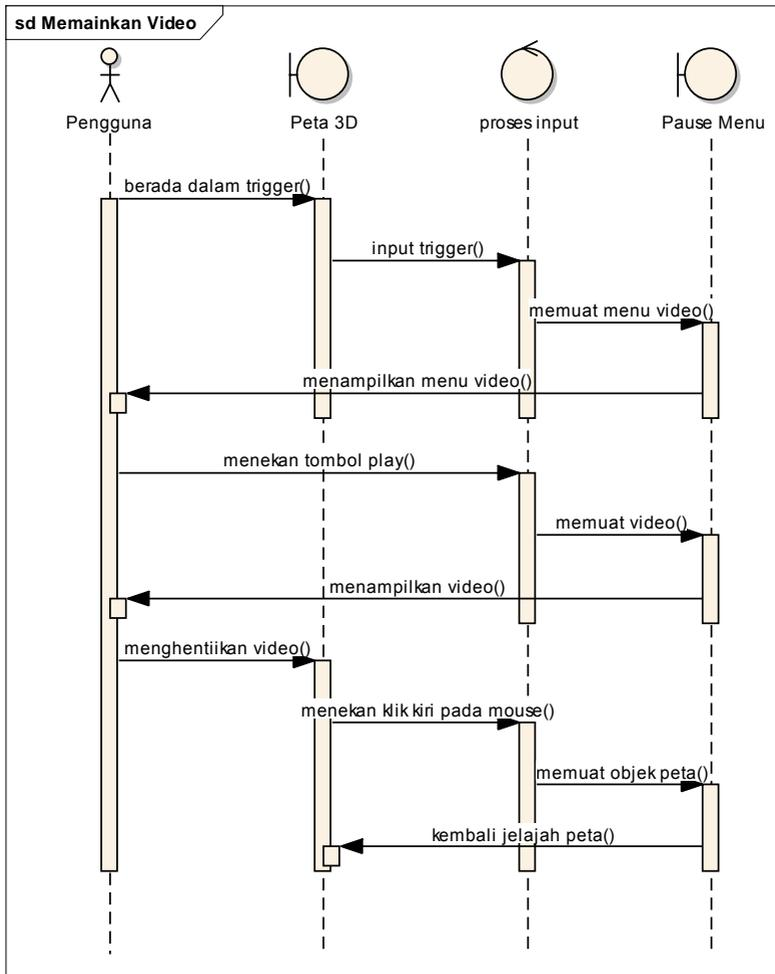 sd Memainkan Video
Pengguna
Peta 3D
proses input
Pause Menu
berada dalam trigger()
input trigger()
memuat menu video()
menampilkan menu video()
menekan tombol play()
memuat video()
menampilkan video()
menghentiikan video()
menekan klik kiri pada mouse()
memuat objek peta()
kembali jelajah peta()